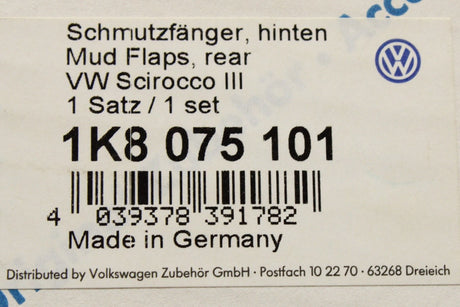 Schmutzfänger, hinten
Mud Flaps, rear
VW Scirocco III
1 Satz / 1 set
1K8 075 101
4 039378 391782
Made in Germany
Distributed by Volkswagen Zubehör GmbH · Postfach 10 22 70 · 63268 Dreieich